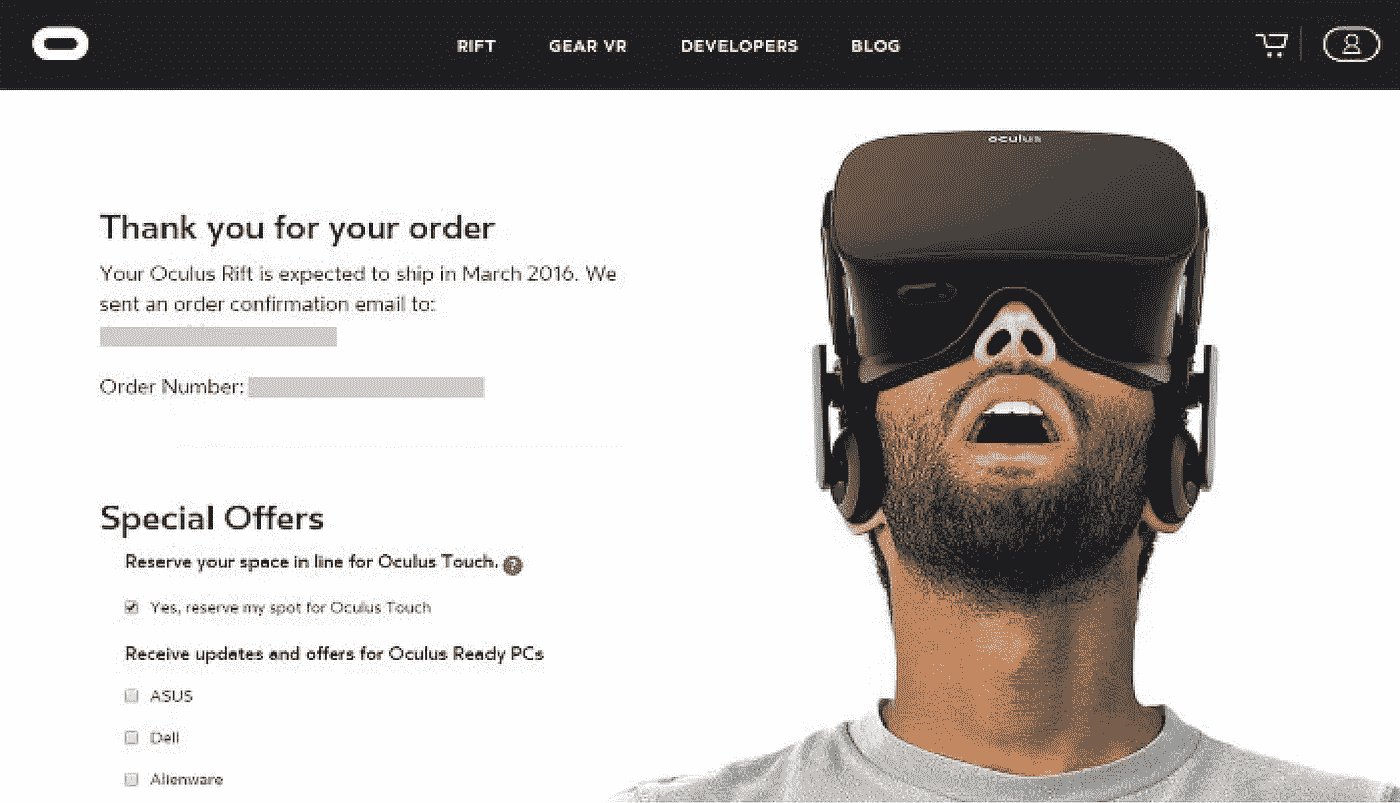 RIFT GEAR VR DEVELOPERS BLOG
oculus
Thank you for your order
Your Oculus Rift is expected to ship in March 2016. We
sent an order confirmation email to:
Order Number:
Special Offers
Reserve your space in line for Oculus Touch. ?
Yes, reserve my spot for Oculus Touch
Receive updates and offers for Oculus Ready PCs
ASUS
Dell
Alienware